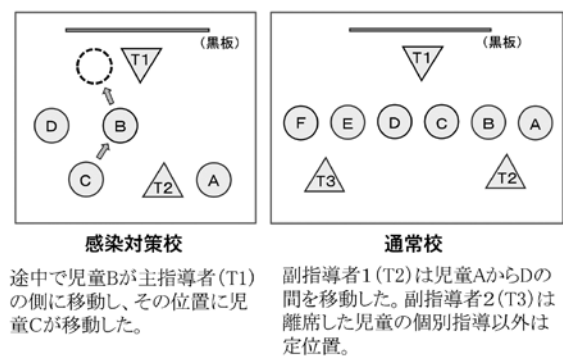 (黒板)
T1
D
B
C
T2
A
感染対策校
途中で児童Bが主指導者(T1)
の側に移動し、その位置に児
童Cが移動した。
(黒板)
T1
F E D C B A
T3
T2
通常校
副指導者1(T2)は児童AからDの
間を移動した。副指導者2(T3)は
離席した児童の個別指導以外は
定位置。